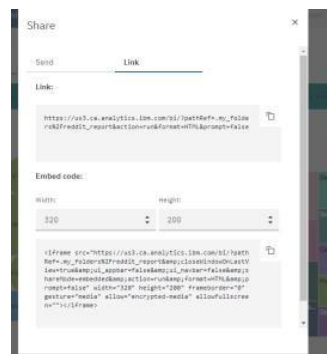 Share
Send Link
Link:
https://us3.ca.analytics.ibm.com/bi/?pathRef=.my_folde
rs%2Freddit_report&action=run&format=HTML&prompt=false
Embed code:
Width: Height:
320 200
<iframe src="https://us3.ca.analytics.ibm.com/bi/?path
Ref=.my_folders%2Freddit_report&amp;closeWindowOnLastV
iew=true&amp;ui_appbar=false&amp;ui_navbar=false&amp;s
hareMode=embedded&amp;action=run&amp;format=HTML&amp;p
rompt=false" width="320" height="200" frameborder="0"
gesture="media" allow="encrypted-media" allowfullscree
n=""></iframe>